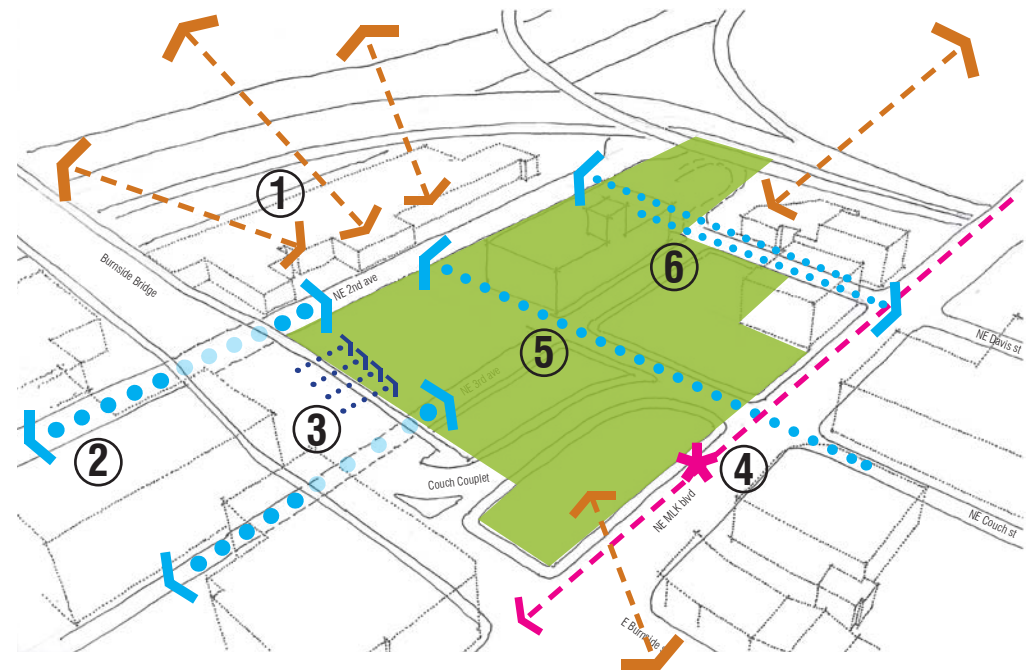 1
Burnside Bridge
NE 2nd ave
6
NE Davis st
5
NE 3rd ave
3
2
4
Couch Couplet
NE MLK blvd
NE Couch st
E Burnside